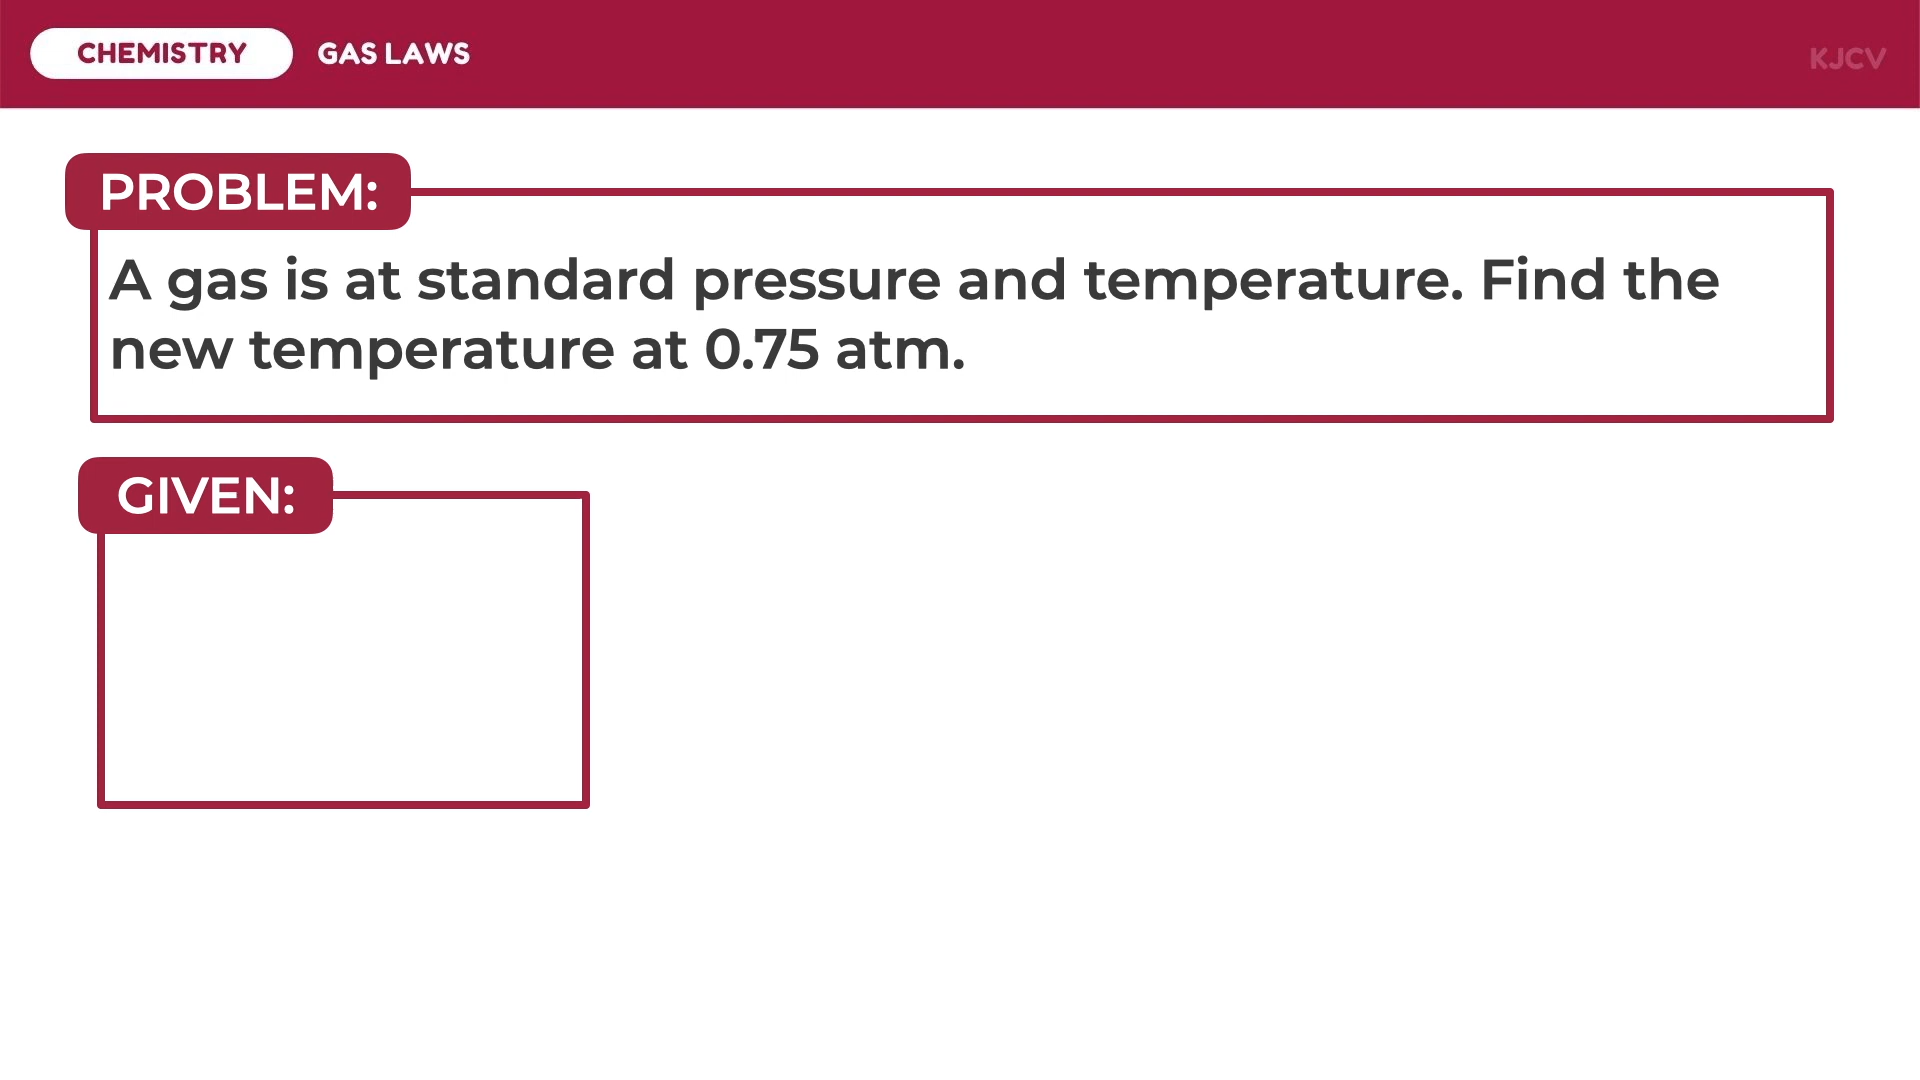 CHEMISTRY GAS LAWS KJCV
PROBLEM:
A gas is at standard pressure and temperature. Find the
new temperature at 0.75 atm.
GIVEN: